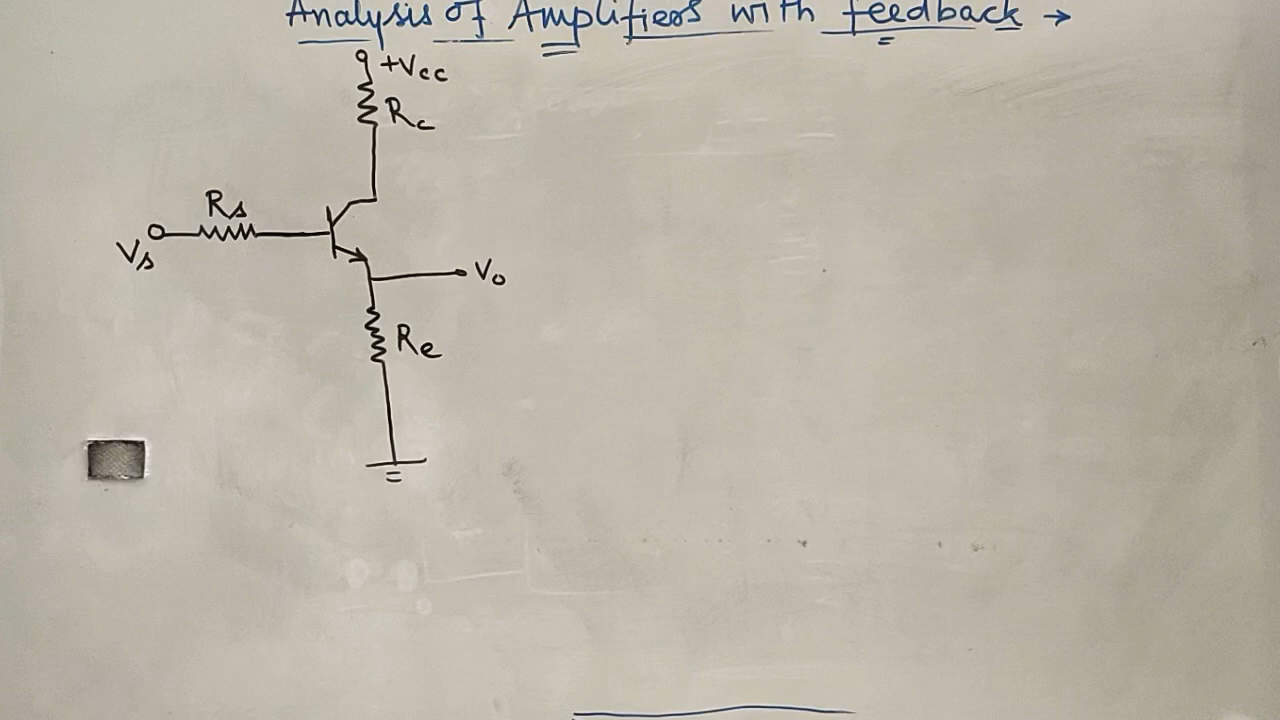 Analysis of Amplifiers with feedback →
+Vcc
Rc
Rs
Vs
Vo
Re